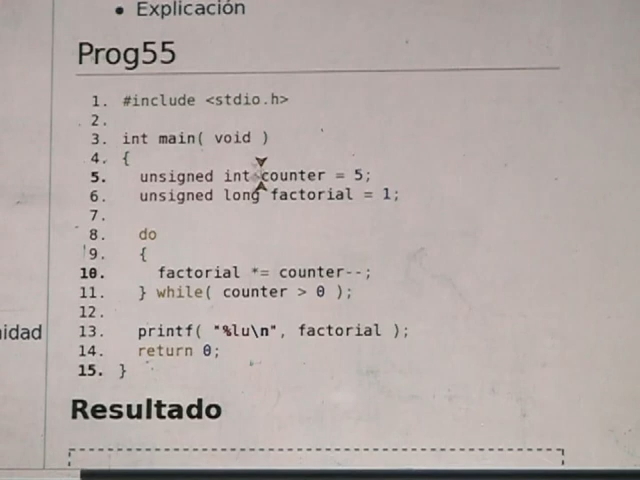 • Explicación
Prog55
1. #include <stdio.h>
2.
3. int main( void )
4. {
5. unsigned int counter = 5;
6. unsigned long factorial = 1;
7.
8. do
9. {
10. factorial *= counter--;
11. } while( counter > 0 );
12.
13. printf( "%lu\n", factorial );
14. return 0;
15. }
Resultado